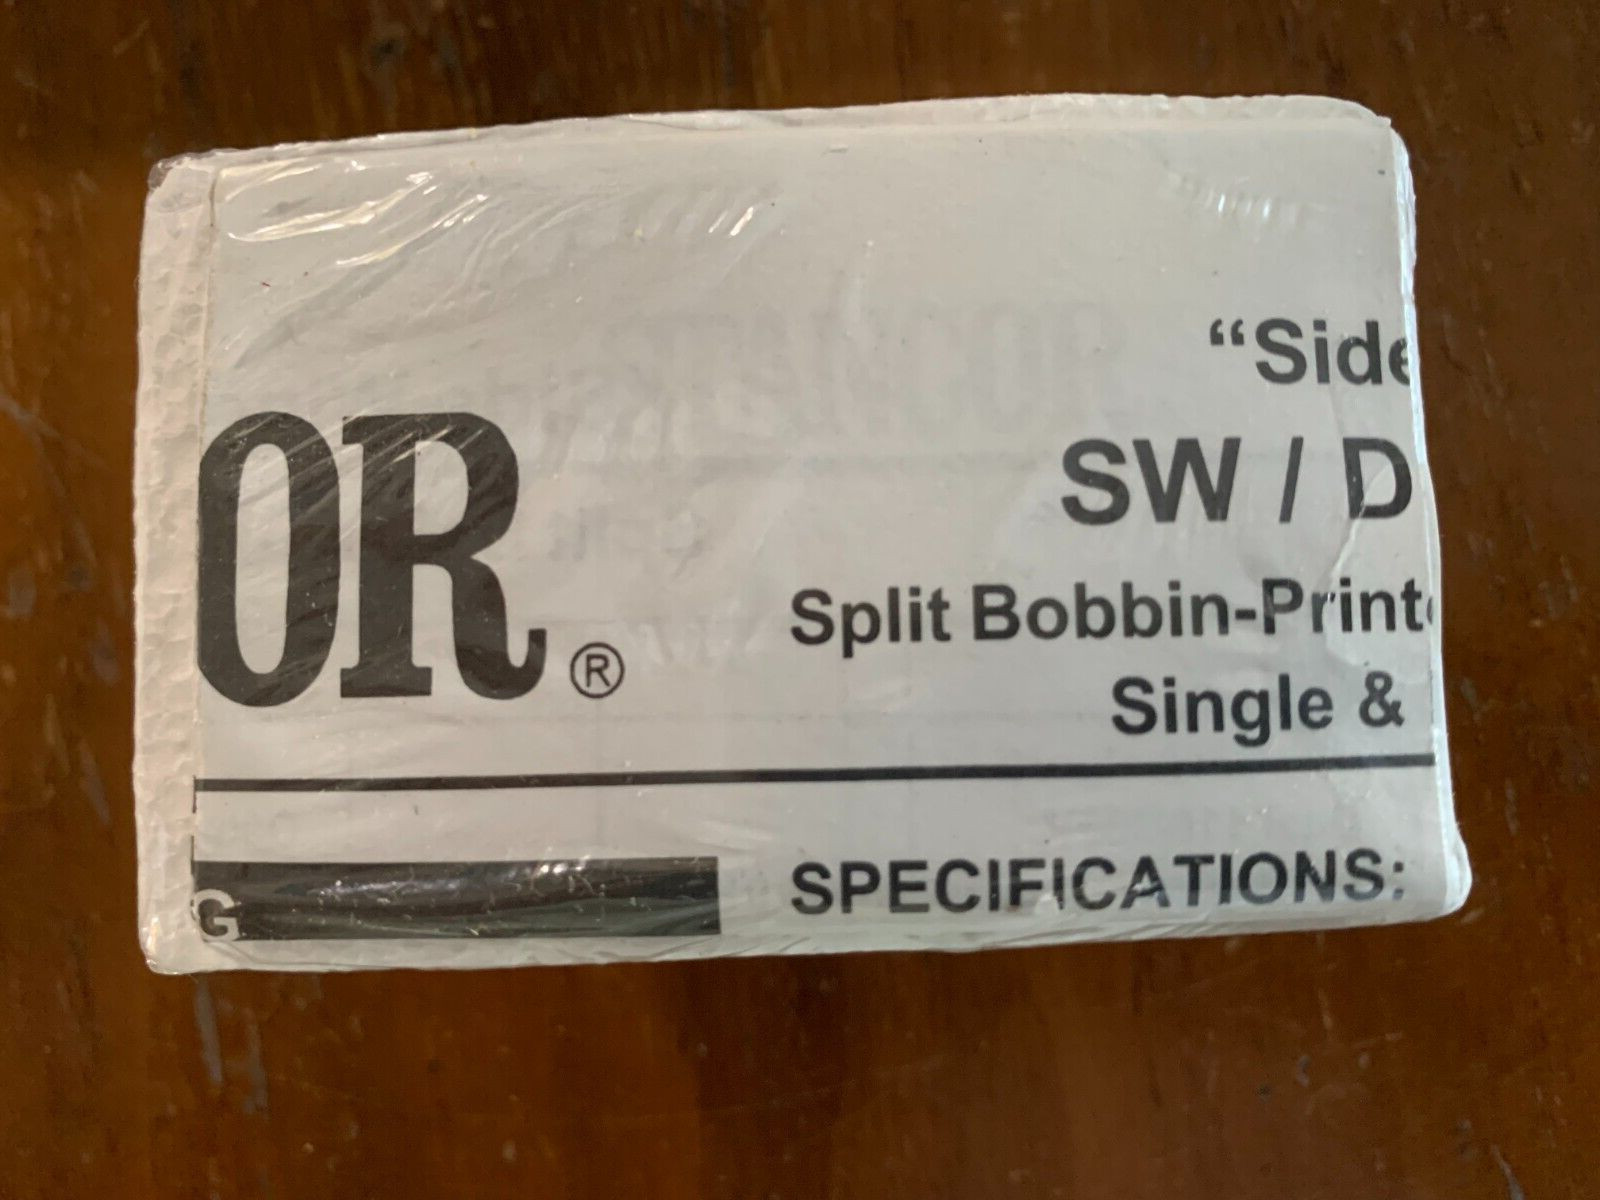 “Side
SW / D
OR®
Split Bobbin-Print
Single &
G
SPECIFICATIONS: